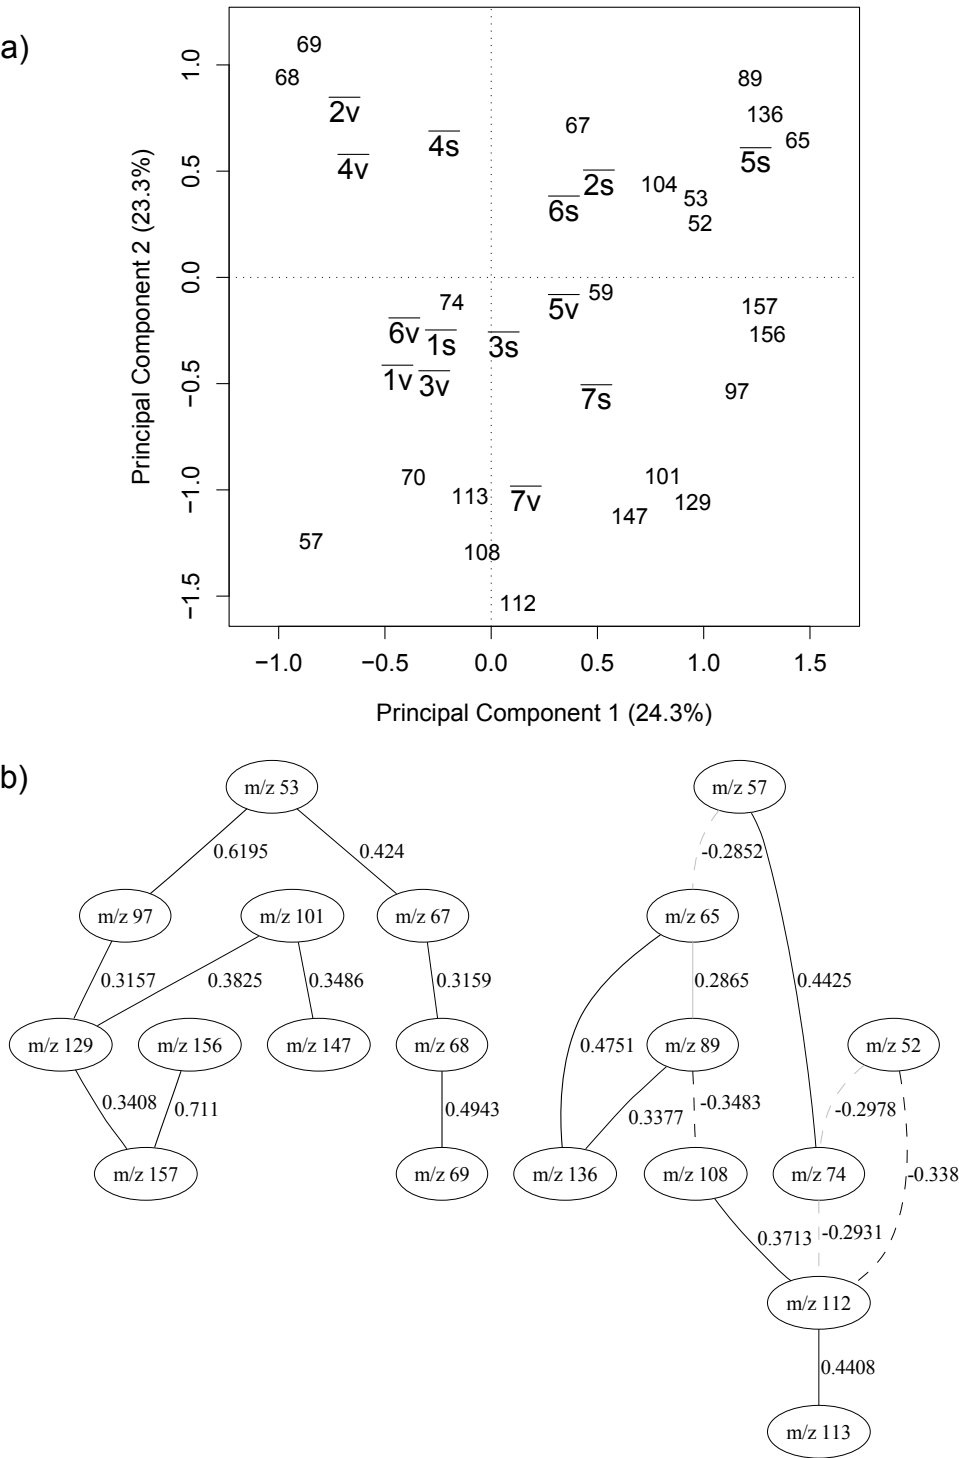 a)
69
68
2v
4v
4s
67
89
136
65
5s
2s
6s
104
53
52
74
6v
1s
3s
1v
3v
5v
59
157
156
97
7s
70
113
7v
101
129
147
57
108
112
1.0
0.5
0.0
−0.5
−1.0
−1.5
Principal Component 2 (23.3%)
−1.0 −0.5 0.0 0.5 1.0 1.5
Principal Component 1 (24.3%)
b)
m/z 53
m/z 57
0.6195
0.424
-0.2852
m/z 97
m/z 101
m/z 67
m/z 65
0.3157
0.3825
0.3486
0.3159
0.2865
0.4425
m/z 129
m/z 156
m/z 147
m/z 68
0.4751
m/z 89
m/z 52
0.3408
0.711
0.4943
0.3377
-0.3483
-0.2978
m/z 157
m/z 69
m/z 136
m/z 108
m/z 74
-0.338
0.3713
-0.2931
m/z 112
0.4408
m/z 113